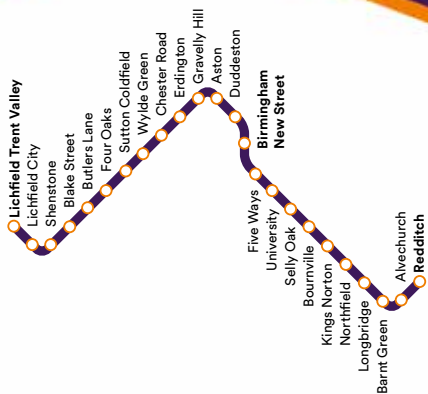 Lichfield Trent Valley
Lichfield City
Shenstone
Blake Street
Butlers Lane
Four Oaks
Sutton Coldfield
Wylde Green
Chester Road
Erdington
Gravelly Hill
Aston
Duddeston
Birmingham
New Street
Five Ways
University
Selly Oak
Bournville
Kings Norton
Northfield
Longbridge
Barnt Green
Alvechurch
Redditch